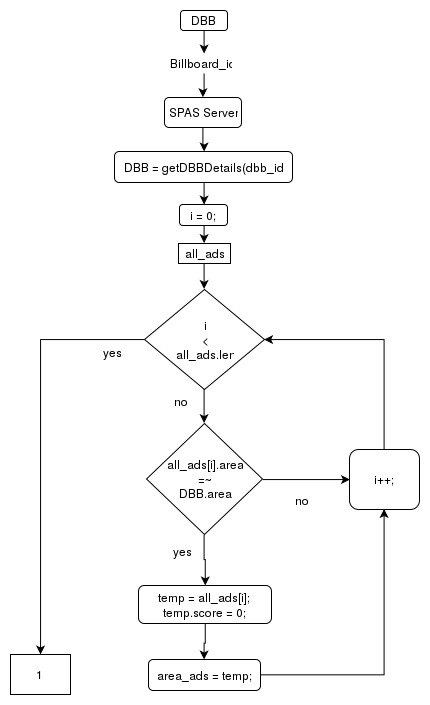 DBB
Billboard_id
SPAS Server
DBB = getDBBDetails(dbb_id
i = 0;
all_ads
i
<
all_ads.len
yes
no
all_ads[i].area
=~
DBB.area
i++;
no
yes
temp = all_ads[i];
temp.score = 0;
1
area_ads = temp;